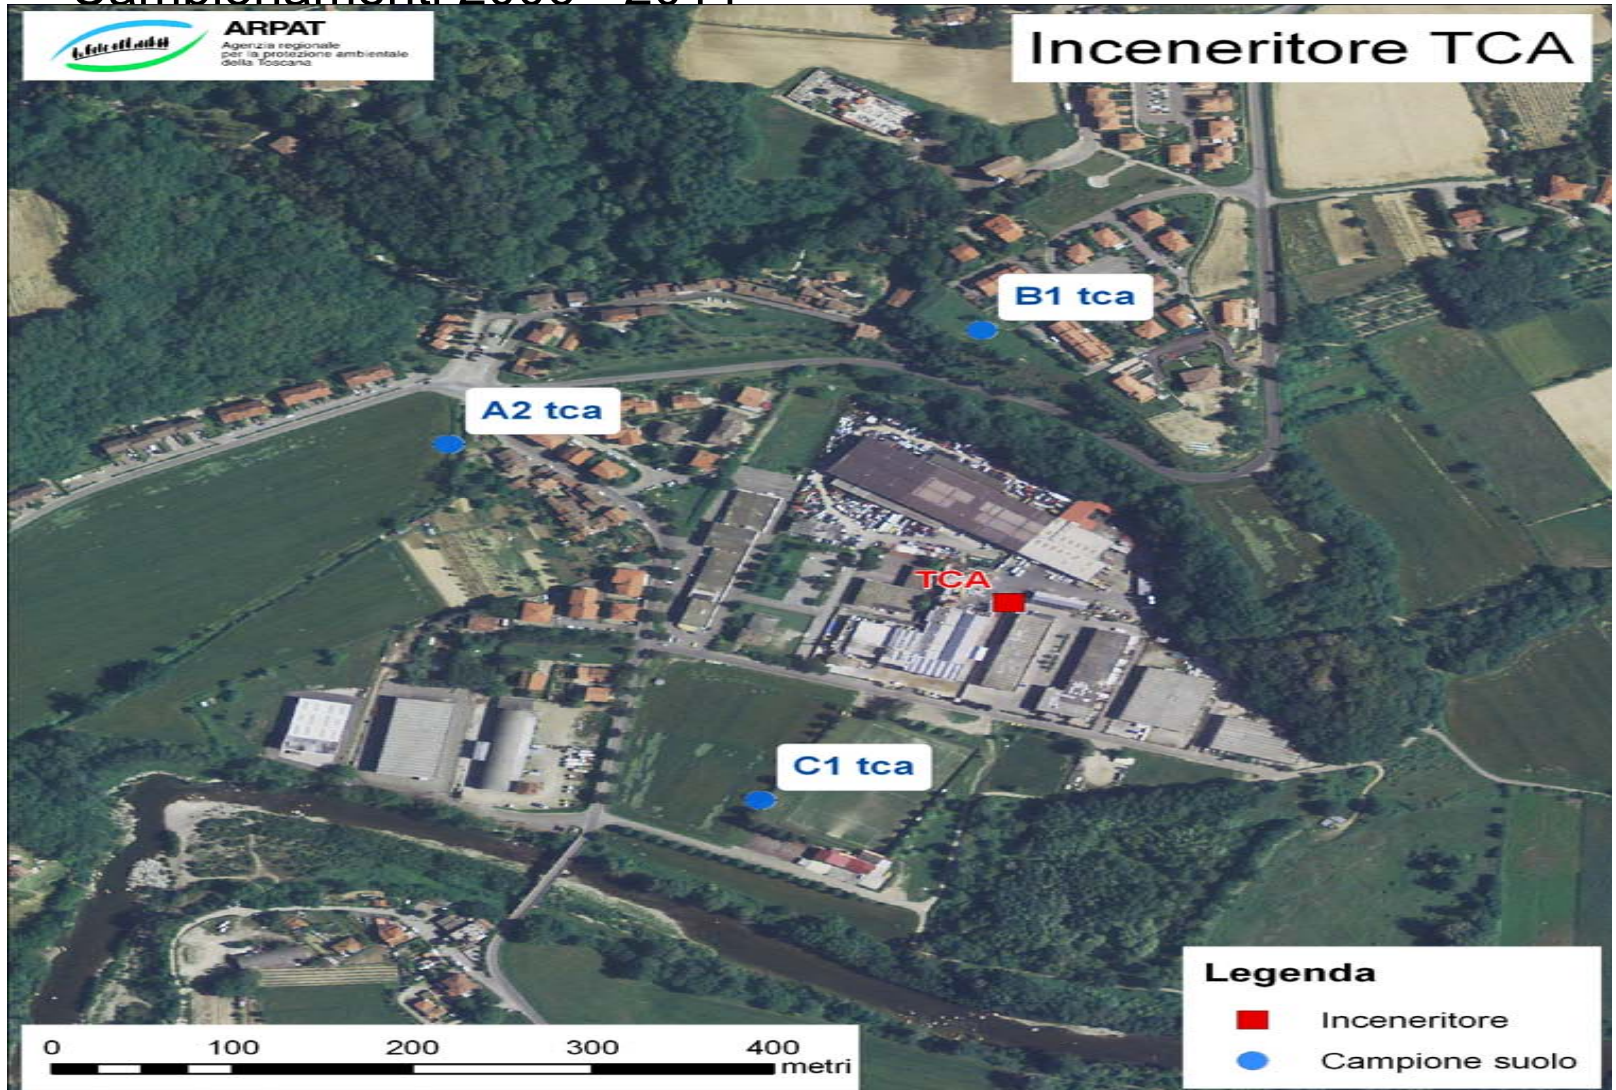 ARPAT
Agenzia regionale
per la protezione ambientale
della Toscana
Inceneritore TCA
B1 tca
A2 tca
TCA
C1 tca
Legenda
Inceneritore
Campione suolo
0 100 200 300 400
metri